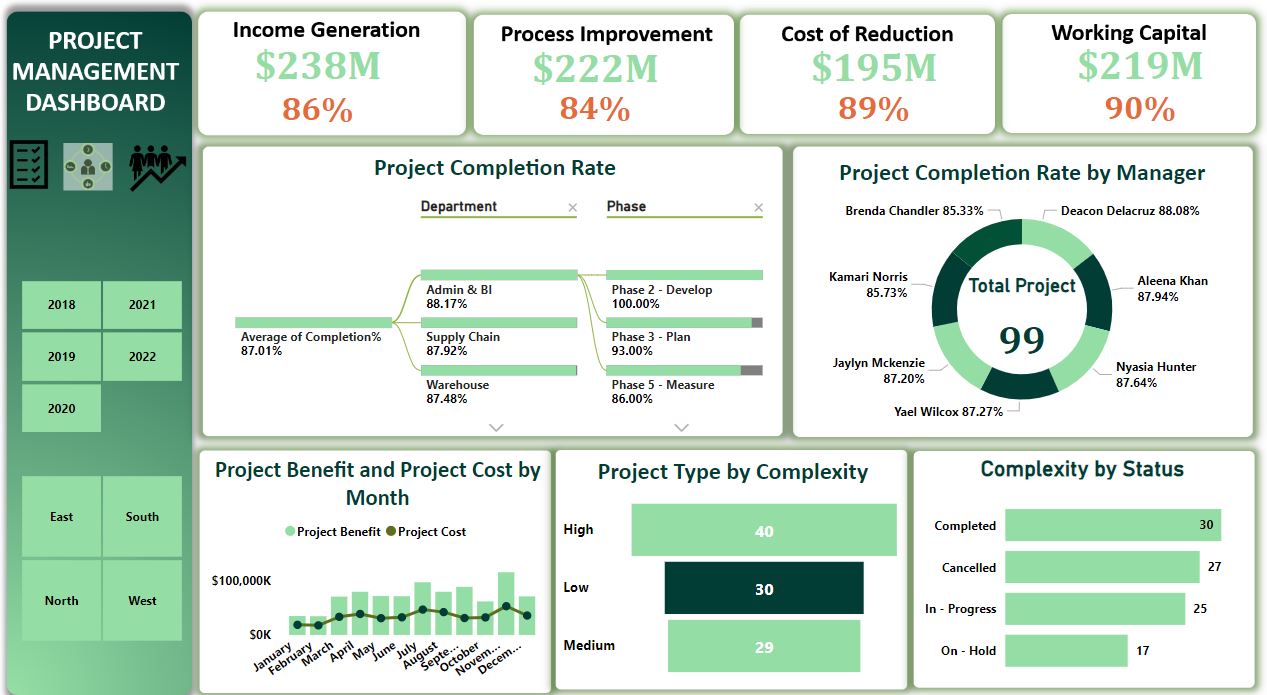 PROJECT
MANAGEMENT
DASHBOARD
2018
2021
2019
2022
2020
East
South
North
West
Income Generation
$238M
86%
Process Improvement
$222M
84%
Cost of Reduction
$195M
89%
Working Capital
$219M
90%
Project Completion Rate
Department
Phase
Average of Completion%
87.01%
Admin & BI
88.17%
Supply Chain
87.92%
Warehouse
87.48%
Phase 2 - Develop
100.00%
Phase 3 - Plan
93.00%
Phase 5 - Measure
86.00%
Project Completion Rate by Manager
Brenda Chandler 85.33%
Deacon Delacruz 88.08%
Kamari Norris
85.73%
Aleena Khan
87.94%
Jaylyn Mckenzie
87.20%
Nyasia Hunter
87.64%
Yael Wilcox 87.27%
Total Project
99
Project Benefit and Project Cost by
Month
Project Benefit
Project Cost
$100,000K
$0K
January
February
March
April
May
June
July
August
Septe...
October
Novem...
Decem...
Project Type by Complexity
High
40
Low
30
Medium
29
Complexity by Status
Completed
30
Cancelled
27
In - Progress
25
On - Hold
17